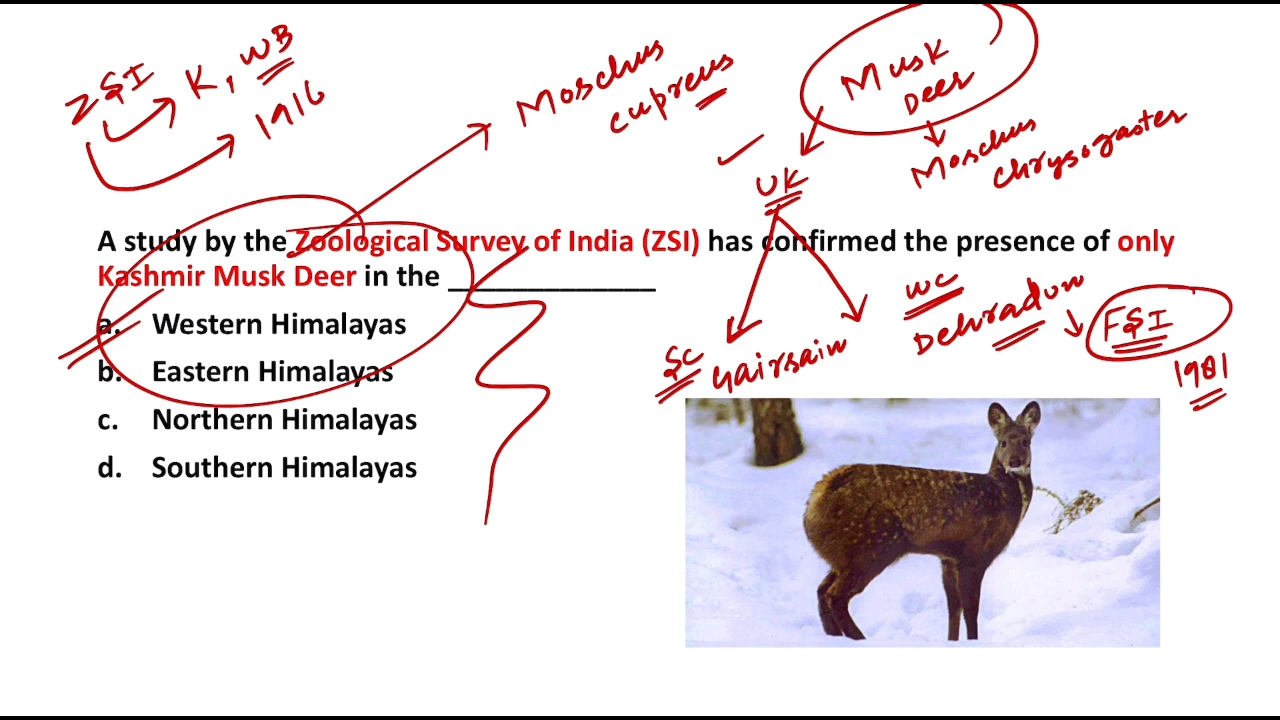 ZSI K, WB
1916
Moschus
cupreus
Musk
Deer
Moschus
chrysogaster
UK
A study by the Zoological Survey of India (ZSI) has confirmed the presence of only
Kashmir Musk Deer in the ______________
a. Western Himalayas
b. Eastern Himalayas
c. Northern Himalayas
d. Southern Himalayas
SC
Gairsain
WC
Dehradun
FSI
1981